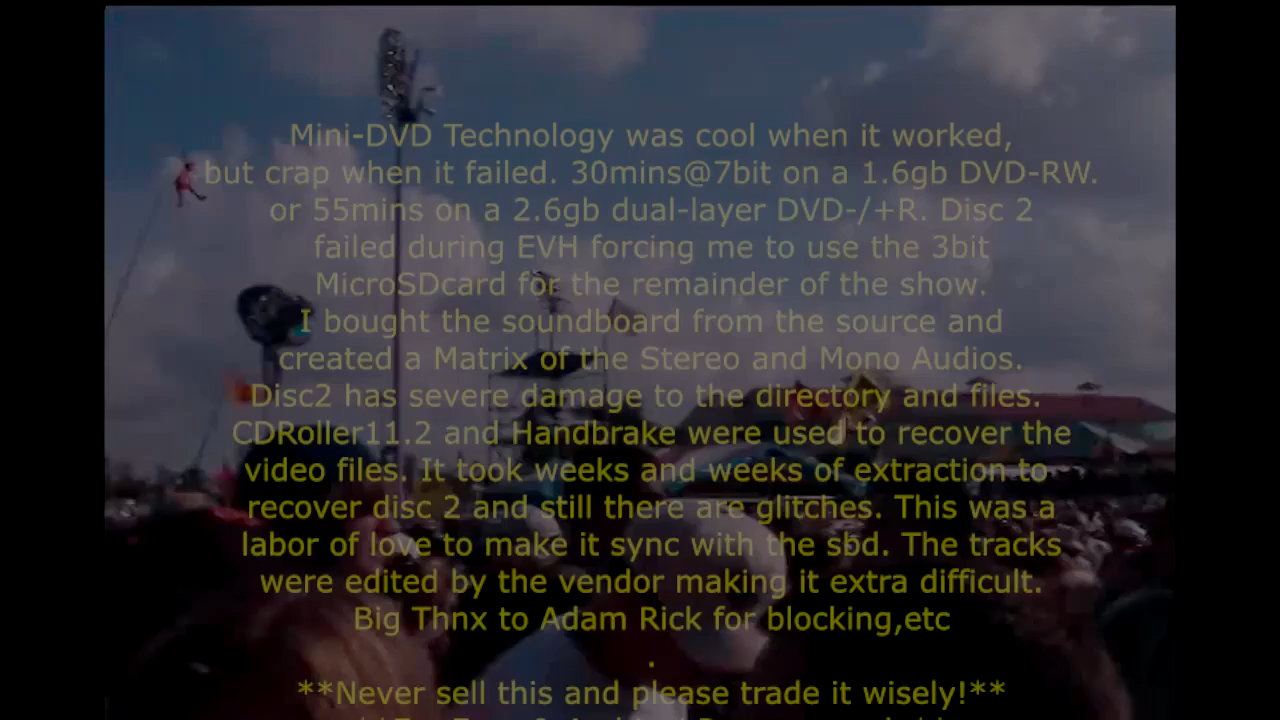 Mini-DVD Technology was cool when it worked,
but crap when it failed. 30mins@7bit on a 1.6gb DVD-RW.
or 55mins on a 2.6gb dual-layer DVD-/+R. Disc 2
failed during EVH forcing me to use the 3bit
MicroSDcard for the remainder of the show.
I bought the soundboard from the source and
created a Matrix of the Stereo and Mono Audios.
Disc2 has severe damage to the directory and files.
CDRoller11.2 and Handbrake were used to recover the
video files. It took weeks and weeks of extraction to
recover disc 2 and still there are glitches. This was a
labor of love to make it sync with the sbd. The tracks
were edited by the vendor making it extra difficult.
Big Thnx to Adam Rick for blocking,etc
.
**Never sell this and please trade it wisely!**